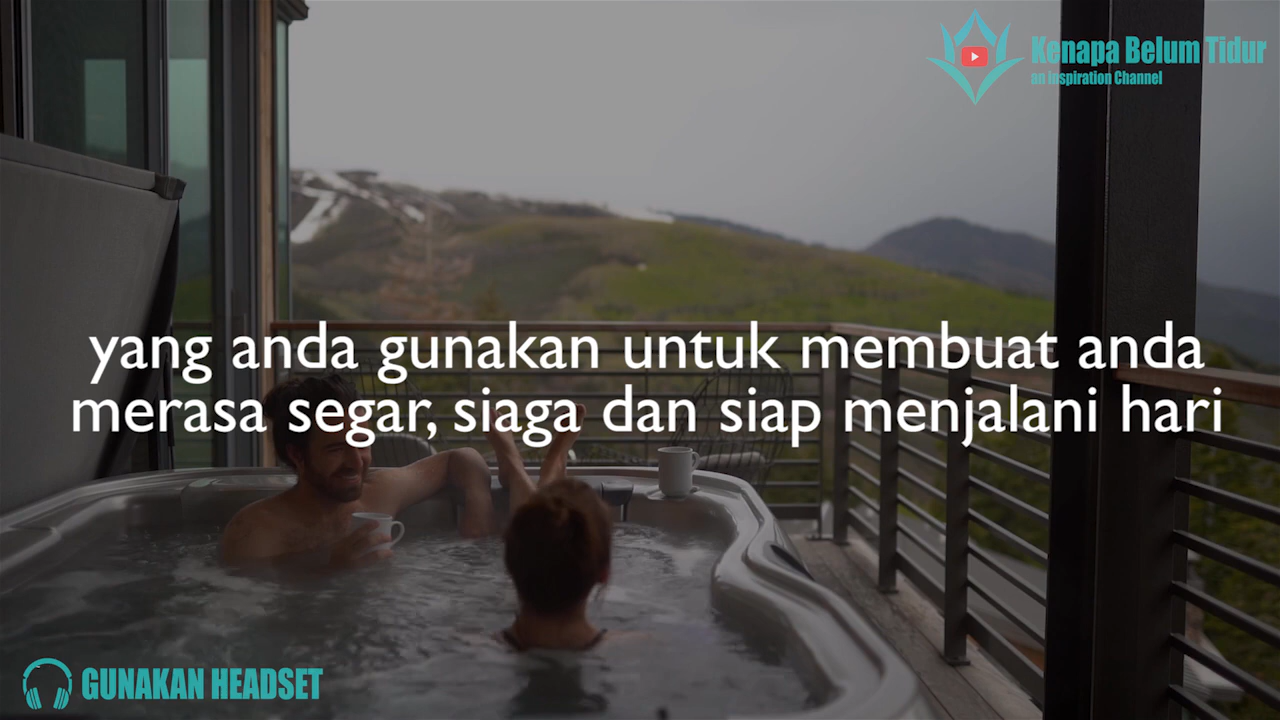 Kenapa Belum Tidur
an Inspiration Channel
yang anda gunakan untuk membuat anda
merasa segar, siaga dan siap menjalani hari
GUNAKAN HEADSET